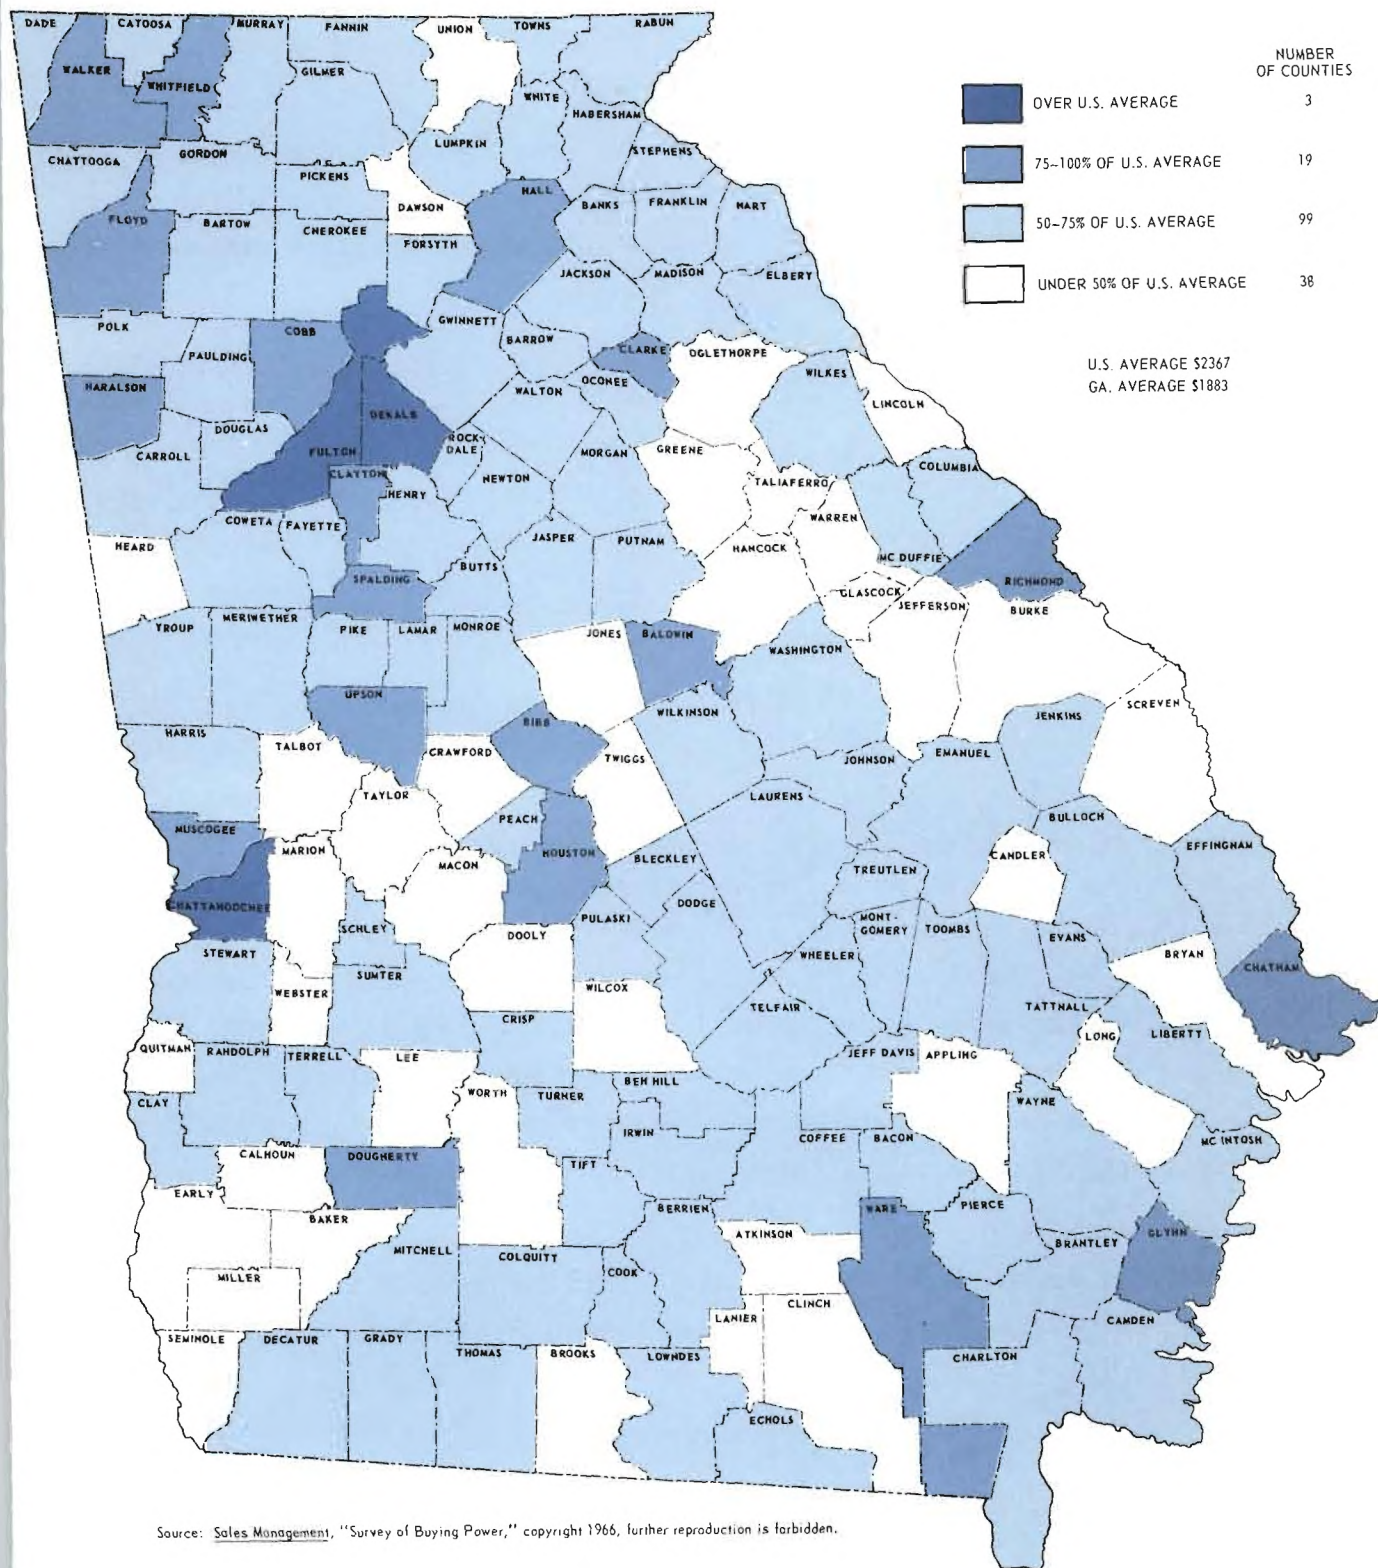 NUMBER
OF COUNTIES
OVER U.S. AVERAGE 3
75-100% OF U.S. AVERAGE 19
50-75% OF U.S. AVERAGE 99
UNDER 50% OF U.S. AVERAGE 38
U.S. AVERAGE $2367
GA. AVERAGE $1883
DADE
CATOOSA
MURRAY
FANNIN
UNION
TOWNS
RABUN
WALKER
WHITFIELD
GILMER
WHITE
HABERSHAM
LUMPKIN
STEPHENS
CHATTOOGA
GORDON
PICKENS
DAWSON
HALL
BANKS
FRANKLIN
HART
FLOYD
BARTOW
CHEROKEE
FORSYTH
JACKSON
MADISON
ELBERY
POLK
PAULDING
COBB
GWINNETT
BARROW
CLARKE
OGLETHORPE
OCONEE
WILKES
LINCOLN
HARALSON
DOUGLAS
CARROLL
FULTON
DEKALB
ROCK-
DALE
WALTON
MORGAN
GREENE
TALIAFERRO
COLUMBIA
CLAYTON
HENRY
NEWTON
WARREN
MC DUFFIE
RICHMOND
HEARD
COWETA
FAYETTE
SPALDING
BUTTS
JASPER
PUTNAM
HANCOCK
GLASCOCK
JEFFERSON
BURKE
TROUP
MERIWETHER
PIKE
LAMAR
MONROE
JONES
BALDWIN
WASHINGTON
SCREVEN
UPSON
HARRIS
TALBOT
CRAWFORD
BIBB
TWIGGS
WILKINSON
JOHNSON
EMANUEL
JENKINS
TAYLOR
PEACH
LAURENS
BULLOCH
EFFINGHAM
MUSCOGEE
MARION
MACON
HOUSTON
BLECKLEY
TREUTLEN
CANDLER
CHATTAHOOCHEE
SCHLEY
DOOLY
PULASKI
DODGE
MONT-
GOMERY
TOOMBS
EVANS
BRYAN
CHATHAM
STEWART
WEBSTER
SUMTER
WILCOX
WHEELER
TELFAIR
TATTNALL
LIBERTY
QUITMAN
RANDOLPH
TERRELL
LEE
CRISP
JEFF DAVIS
APPLING
LONG
CLAY
WORTH
TURNER
BEN HILL
IRWIN
COFFEE
BACON
WAYNE
MC INTOSH
CALHOUN
DOUGHERTY
TIFT
EARLY
BAKER
MITCHELL
COLQUITT
COOK
BERRIEN
ATKINSON
WARE
PIERCE
BRANTLEY
GLYNN
MILLER
SEMINOLE
DECATUR
GRADY
THOMAS
BROOKS
LOWNDES
LANIER
CLINCH
ECHOLS
CHARLTON
CAMDEN
Source: Sales Management, "Survey of Buying Power," copyright 1966, further reproduction is forbidden.